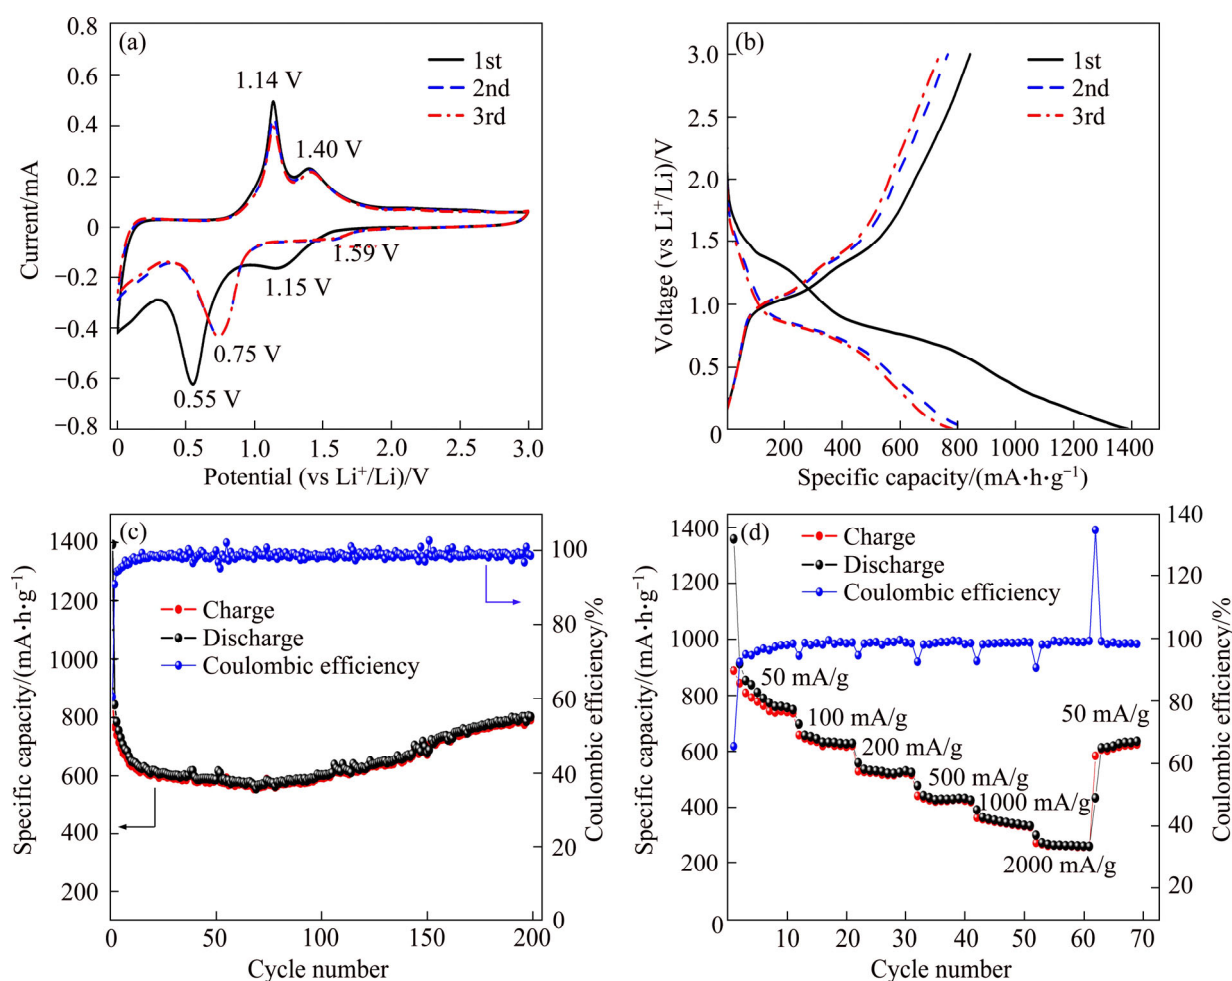 (a)
1st
2nd
3rd
1.14 V
1.40 V
1.59 V
1.15 V
0.75 V
0.55 V
0.8
0.6
0.4
0.2
0
−0.2
−0.4
−0.6
−0.8
Current/mA
0 0.5 1.0 1.5 2.0 2.5 3.0
Potential (vs Li⁺/Li)/V
(b)
1st
2nd
3rd
3.0
2.5
2.0
1.5
1.0
0.5
0
Voltage (vs Li⁺/Li)/V
200 400 600 800 1000 1200 1400
Specific capacity/(mA·h·g⁻¹)
(c)
Charge
Discharge
Coulombic efficiency
1400
1200
1000
800
600
400
200
Specific capacity/(mA·h·g⁻¹)
100
80
60
40
20
0
Coulombic efficiency/%
0 50 100 150 200
Cycle number
(d)
Charge
Discharge
Coulombic efficiency
50 mA/g
100 mA/g
200 mA/g
500 mA/g
1000 mA/g
2000 mA/g
50 mA/g
1400
1200
1000
800
600
400
200
0
Specific capacity/(mA·h·g⁻¹)
140
120
100
80
60
40
20
Coulombic efficiency/%
0 10 20 30 40 50 60 70
Cycle number